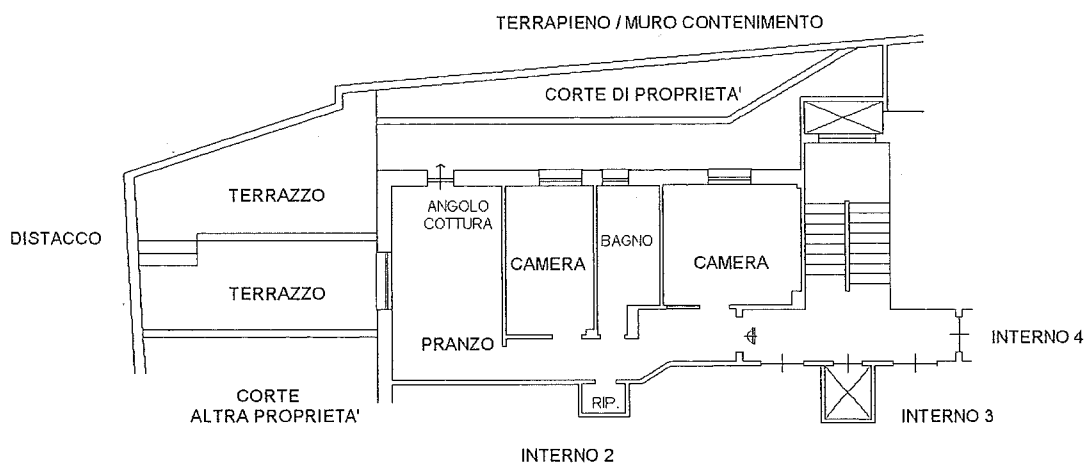 TERRAPIENO / MURO CONTENIMENTO
CORTE DI PROPRIETA'
TERRAZZO
ANGOLO
COTTURA
DISTACCO
BAGNO
CAMERA
CAMERA
TERRAZZO
PRANZO
INTERNO 4
CORTE
ALTRA PROPRIETA'
RIP.
INTERNO 3
INTERNO 2